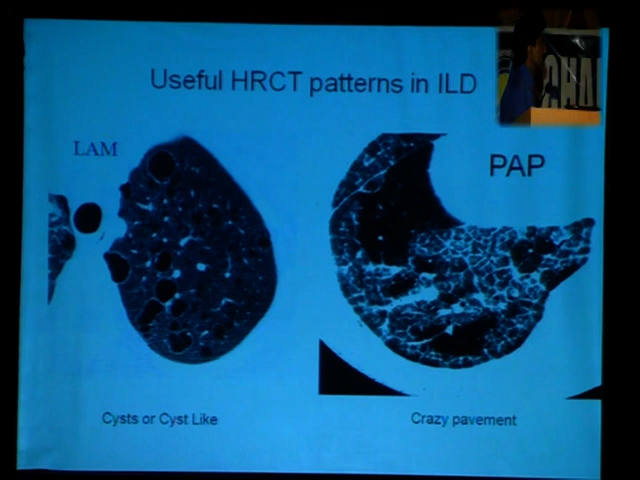 Useful HRCT patterns in ILD
LAM
PAP
Cysts or Cyst Like
Crazy pavement